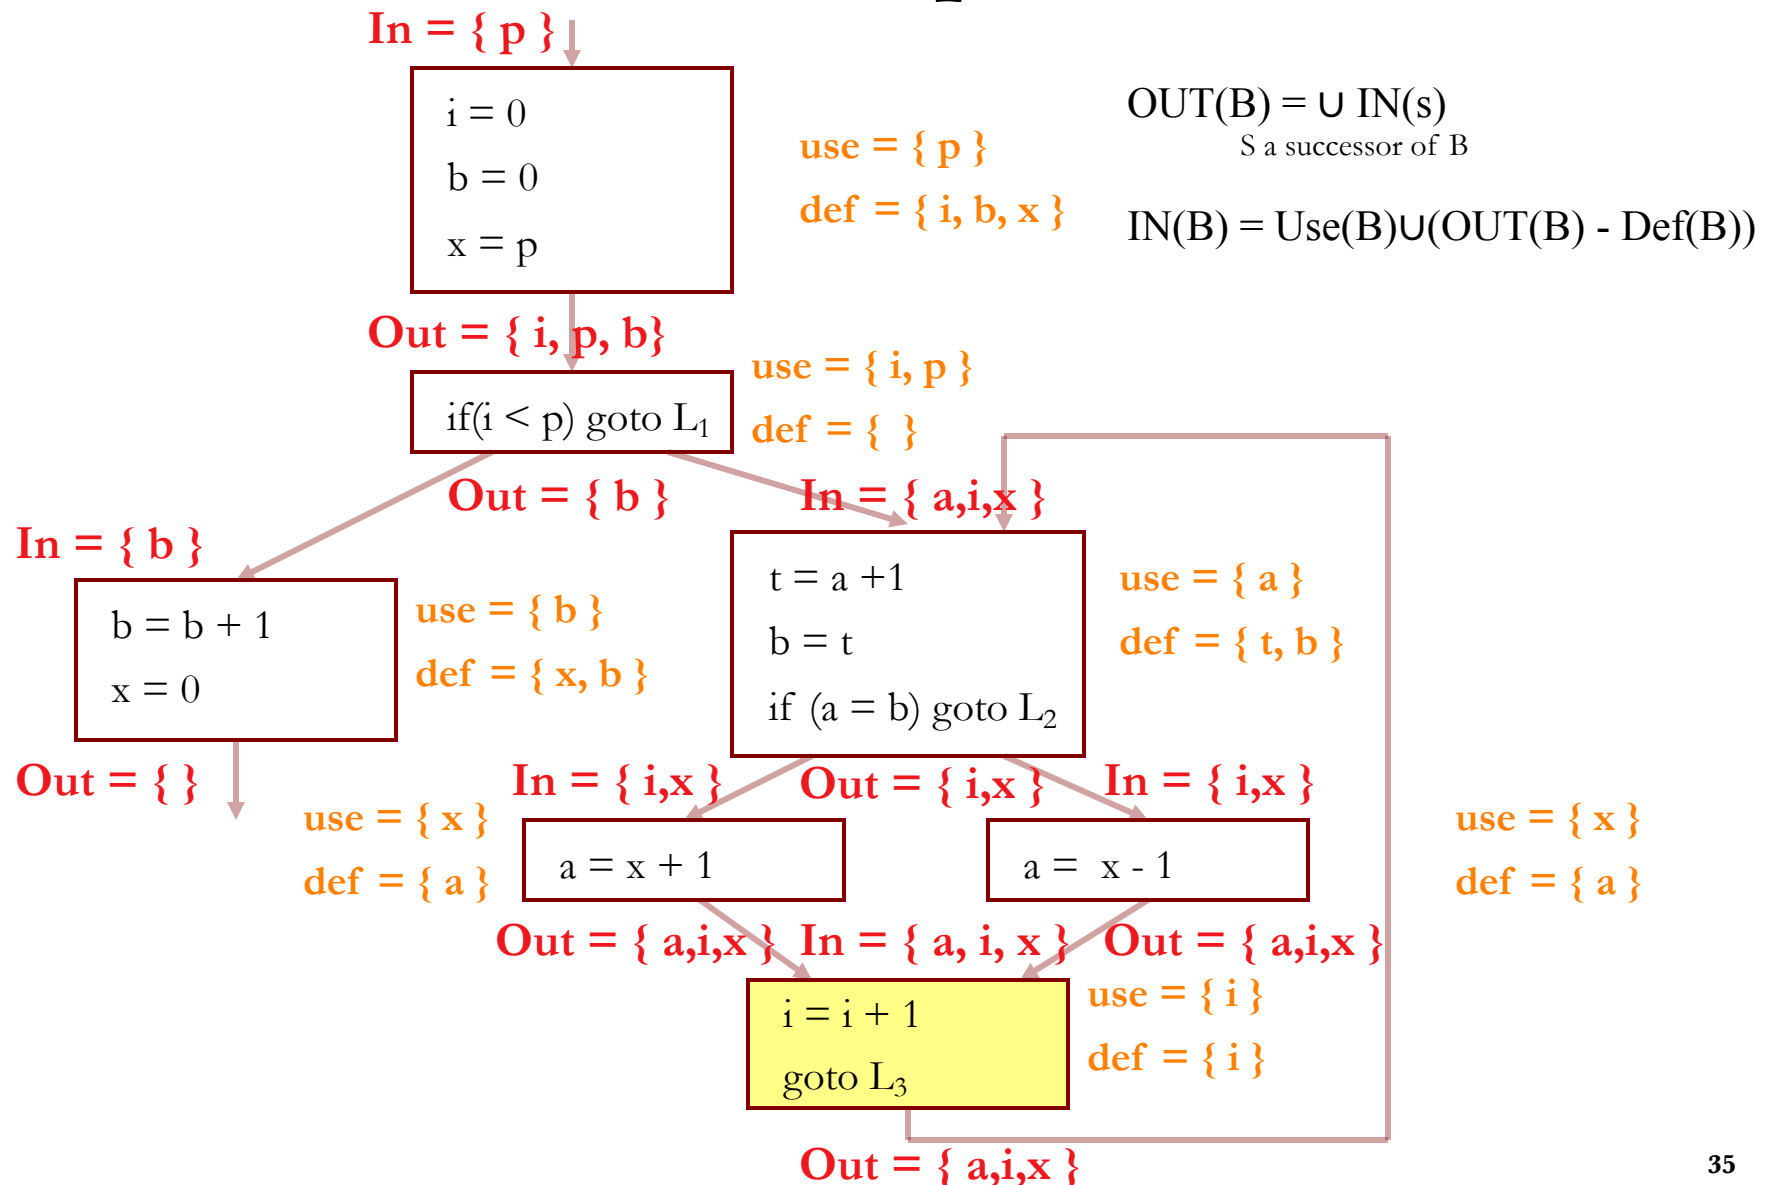 In = { p }
i = 0
b = 0
x = p
use = { p }
def = { i, b, x }
OUT(B) = ∪ IN(s)
S a successor of B
IN(B) = Use(B)∪(OUT(B) - Def(B))
Out = { i, p, b}
if(i < p) goto L₁
use = { i, p }
def = { }
Out = { b }
In = { a,i,x }
In = { b }
b = b + 1
x = 0
use = { b }
def = { x, b }
t = a +1
b = t
if (a = b) goto L₂
use = { a }
def = { t, b }
Out = { }
In = { i,x }
Out = { i,x }
In = { i,x }
use = { x }
def = { a }
a = x + 1
a = x - 1
use = { x }
def = { a }
Out = { a,i,x }
In = { a, i, x }
Out = { a,i,x }
i = i + 1
goto L₃
use = { i }
def = { i }
Out = { a,i,x }
35